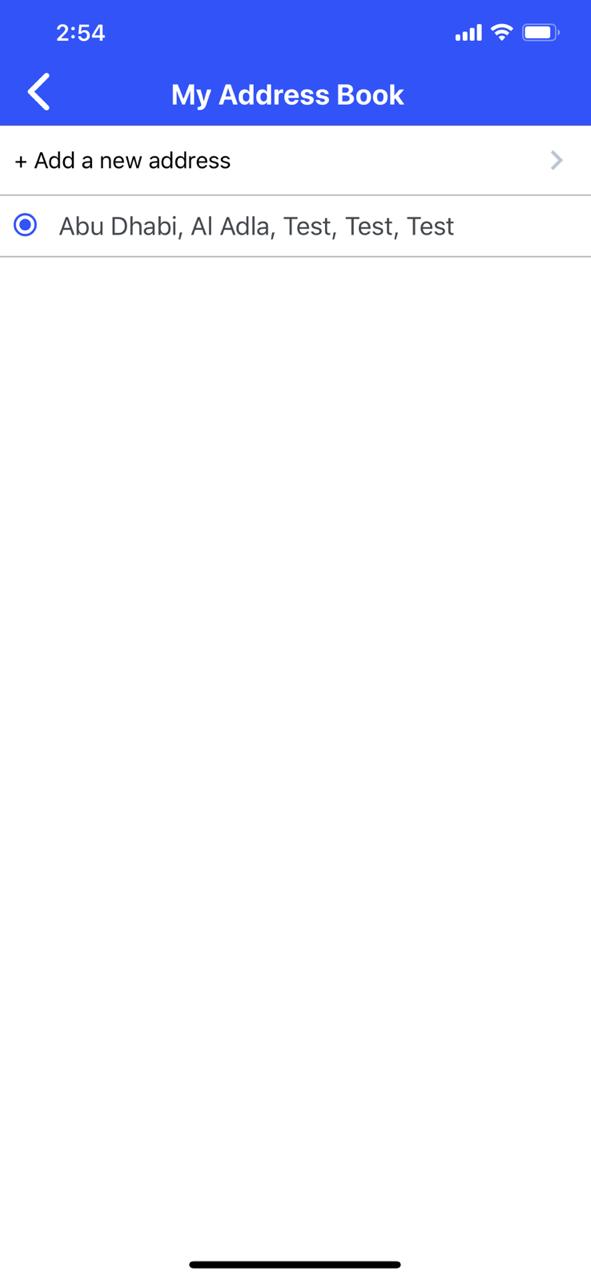 2:54
My Address Book
+ Add a new address
Abu Dhabi, Al Adla, Test, Test, Test